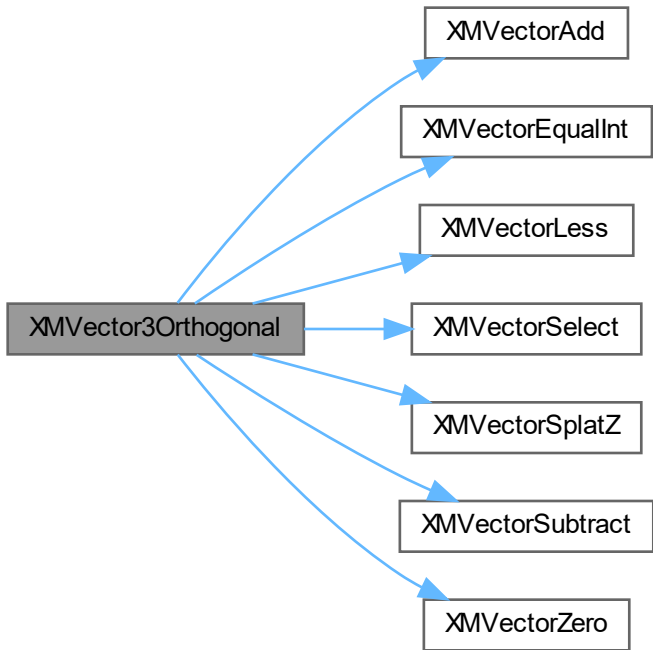 XMVector3Orthogonal
XMVectorAdd
XMVectorEqualInt
XMVectorLess
XMVectorSelect
XMVectorSplatZ
XMVectorSubtract
XMVectorZero